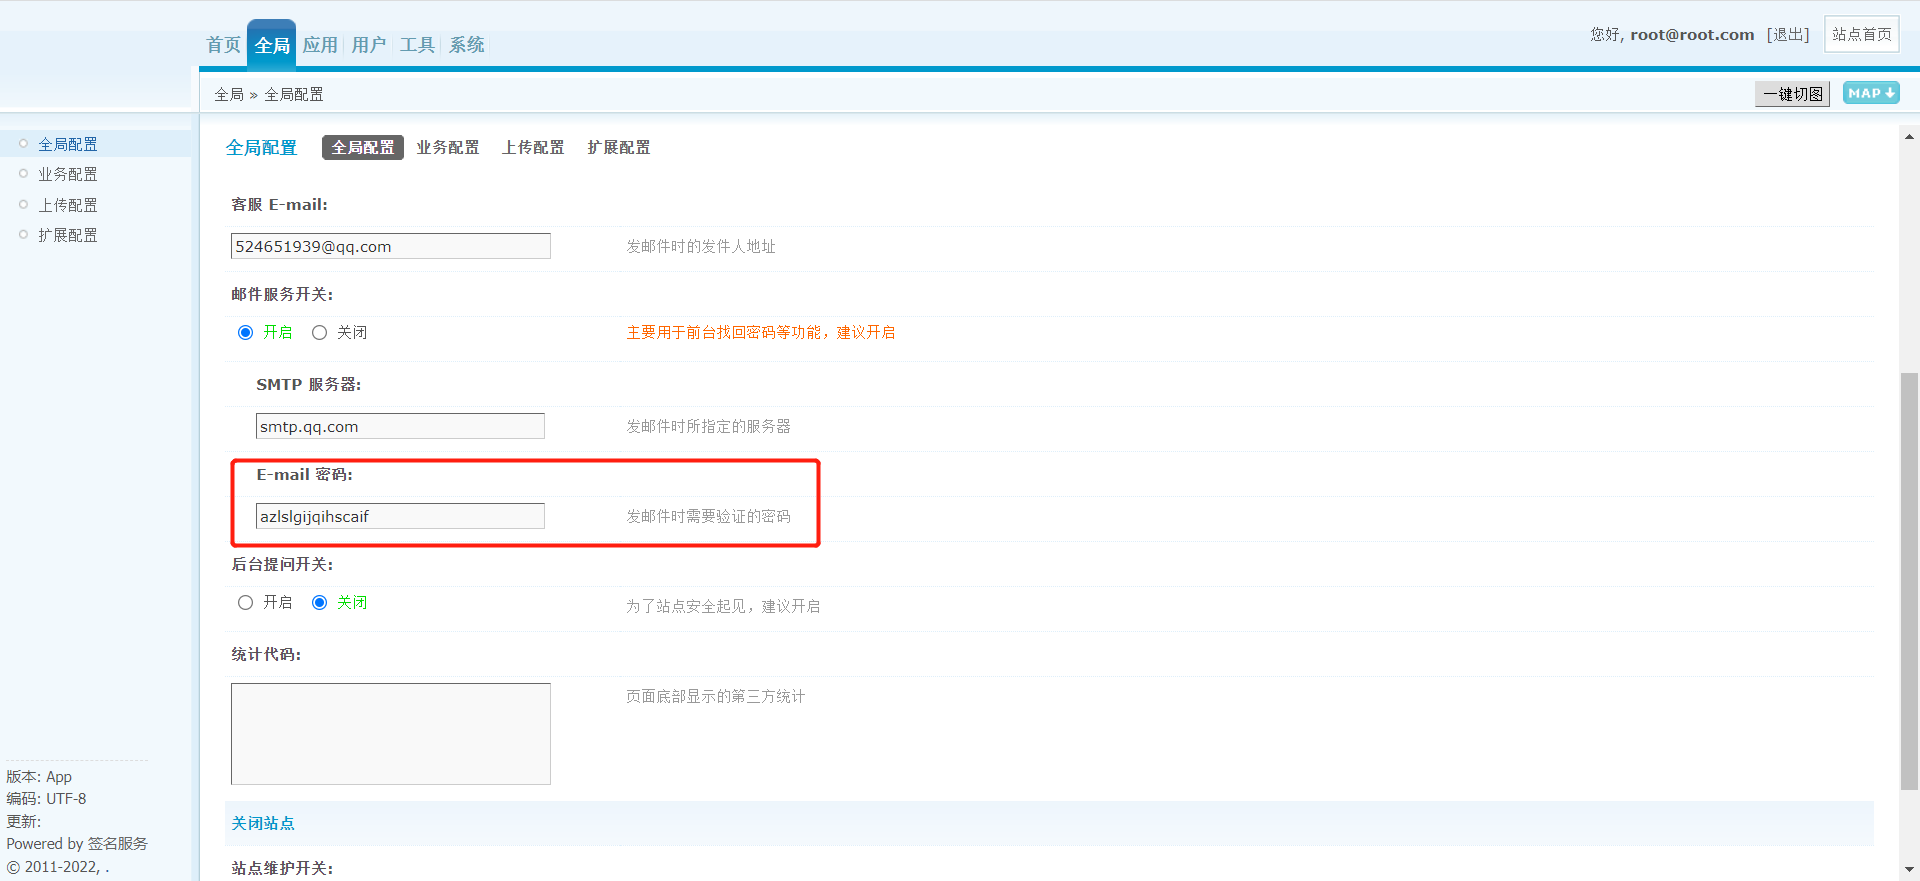 首页 全局 应用 用户 工具 系统
您好, root@root.com [退出] 站点首页
全局 » 全局配置
一键切图 MAP
全局配置
业务配置
上传配置
扩展配置
全局配置 全局配置 业务配置 上传配置 扩展配置
客服 E-mail:
524651939@qq.com 发邮件时的发件人地址
邮件服务开关:
开启 关闭 主要用于前台找回密码等功能，建议开启
SMTP 服务器:
smtp.qq.com 发邮件时所指定的服务器
E-mail 密码:
azlslgijqihscaif 发邮件时需要验证的密码
后台提问开关:
开启 关闭 为了站点安全起见，建议开启
统计代码:
页面底部显示的第三方统计
关闭站点
站点维护开关:
版本: App
编码: UTF-8
更新:
Powered by 签名服务
© 2011-2022, .